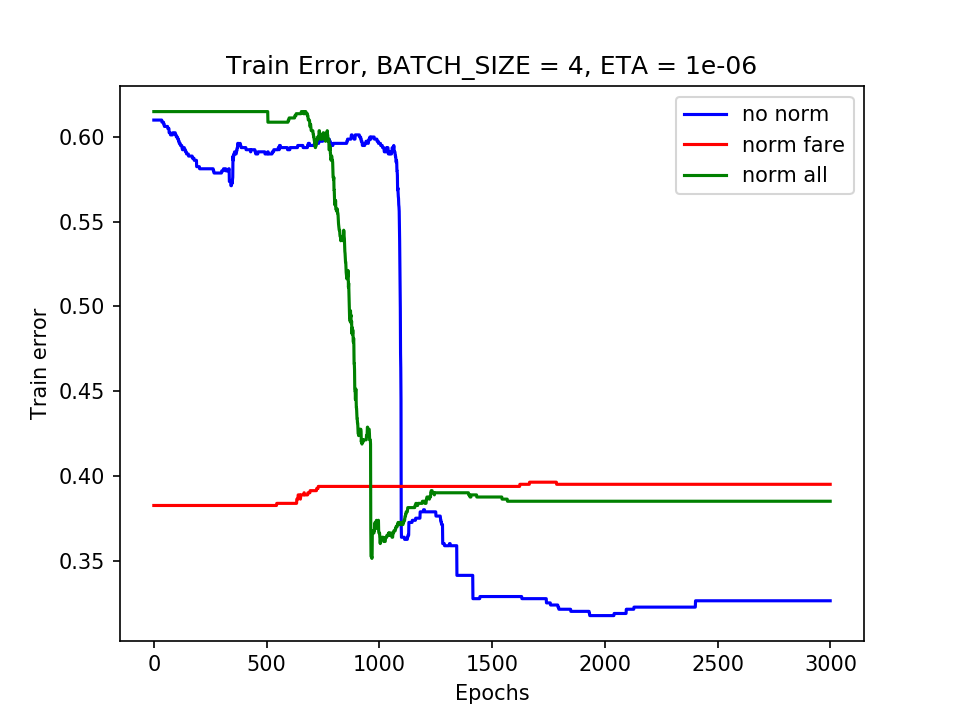 Train Error, BATCH_SIZE = 4, ETA = 1e-06
no norm
norm fare
norm all
0.60
0.55
0.50
0.45
0.40
0.35
Train error
0
500
1000
1500
2000
2500
3000
Epochs